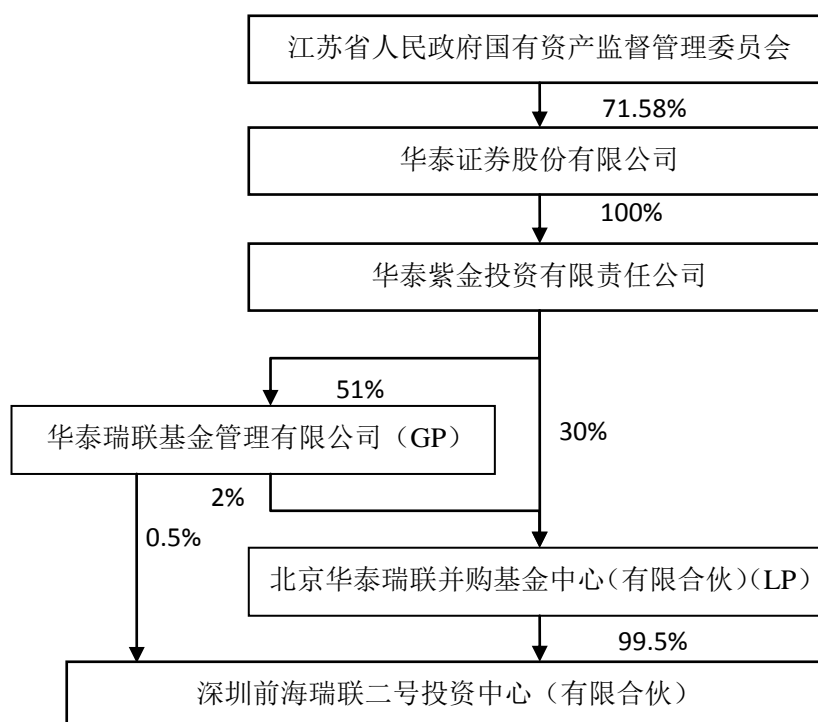 江苏省人民政府国有资产监督管理委员会
71.58%
华泰证券股份有限公司
100%
华泰紫金投资有限责任公司
51%
华泰瑞联基金管理有限公司（GP）
30%
2%
0.5%
北京华泰瑞联并购基金中心(有限合伙)(LP)
99.5%
深圳前海瑞联二号投资中心（有限合伙）